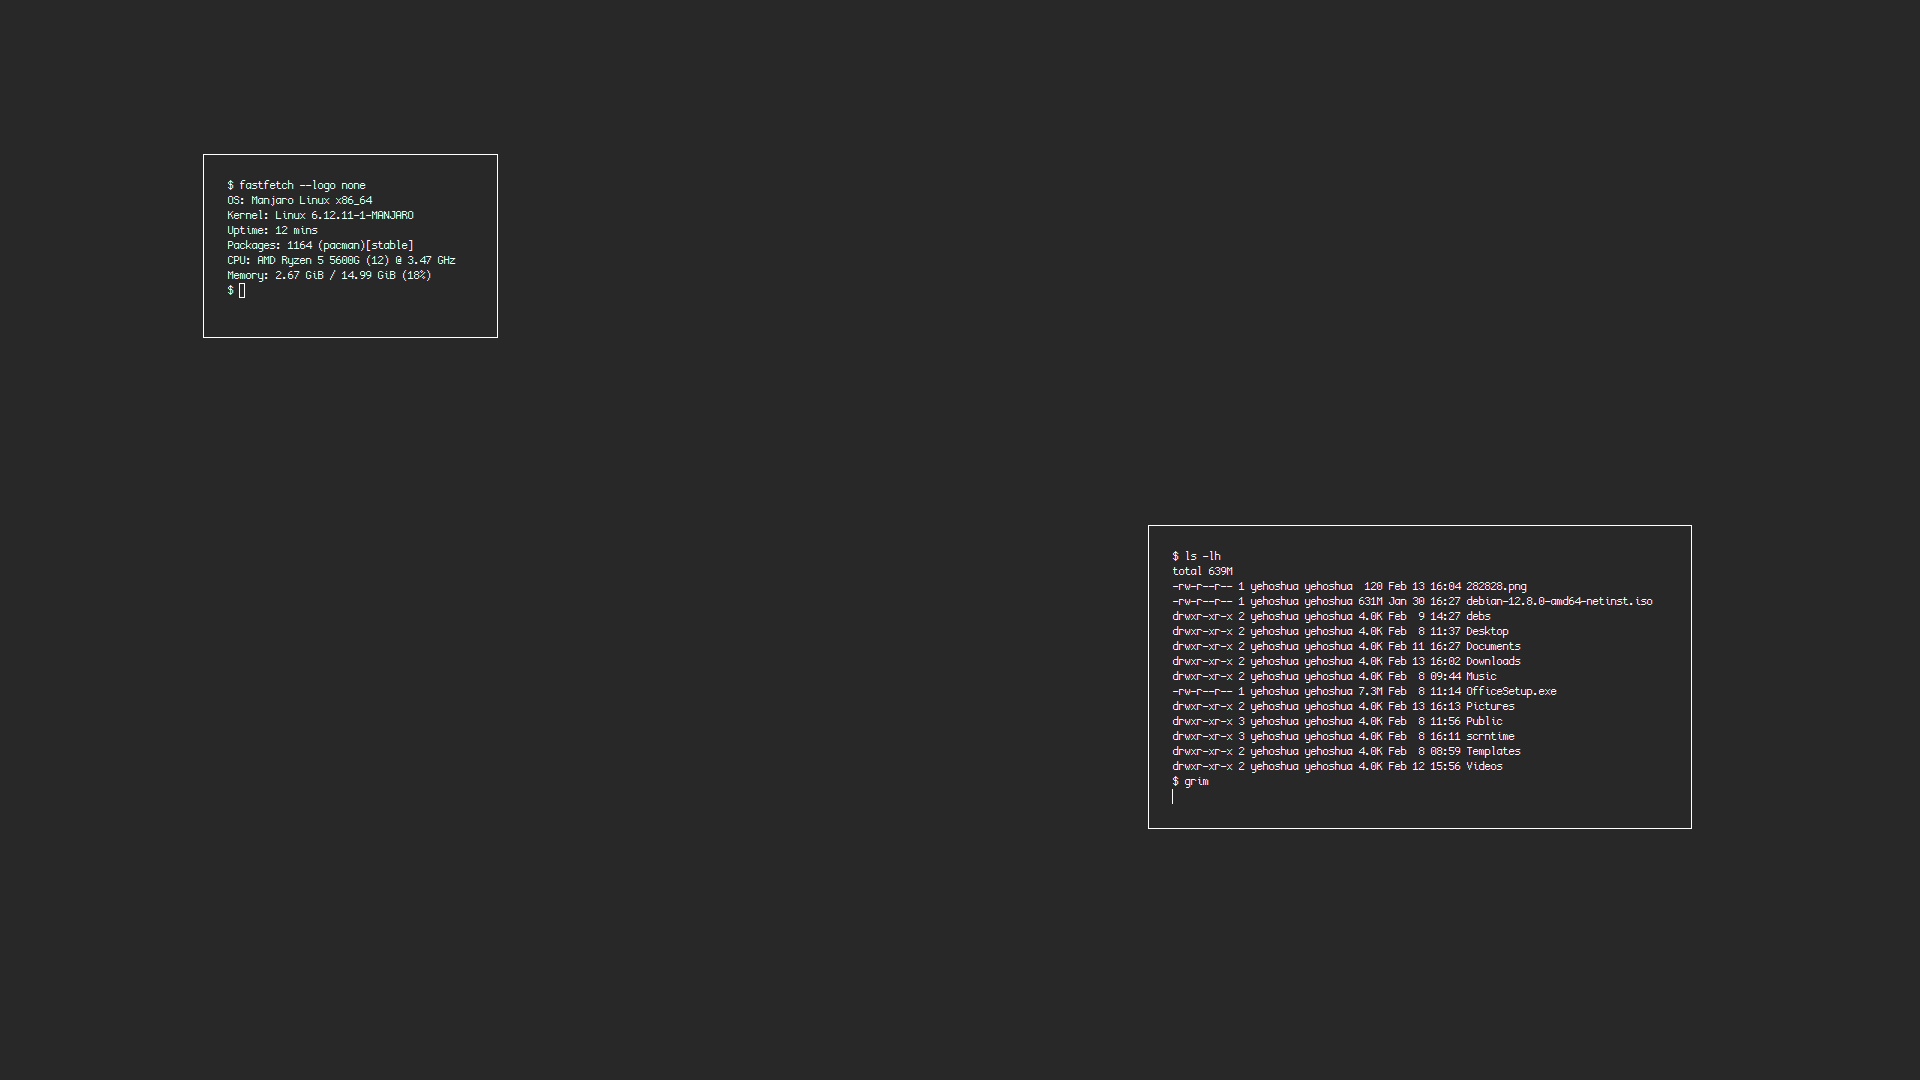 $ fastfetch --logo none
OS: Manjaro Linux x86_64
Kernel: Linux 6.12.11-1-MANJARO
Uptime: 12 mins
Packages: 1164 (pacman)[stable]
CPU: AMD Ryzen 5 5600G (12) @ 3.47 GHz
Memory: 2.67 GiB / 14.99 GiB (18%)
$
$ ls -lh
total 639M
-rw-r--r-- 1 yehoshua yehoshua  120 Feb 13 16:04 282828.png
-rw-r--r-- 1 yehoshua yehoshua 631M Jan 30 16:27 debian-12.8.0-amd64-netinst.iso
drwxr-xr-x 2 yehoshua yehoshua 4.0K Feb  9 14:27 debs
drwxr-xr-x 2 yehoshua yehoshua 4.0K Feb  8 11:37 Desktop
drwxr-xr-x 2 yehoshua yehoshua 4.0K Feb 11 16:27 Documents
drwxr-xr-x 2 yehoshua yehoshua 4.0K Feb 13 16:02 Downloads
drwxr-xr-x 2 yehoshua yehoshua 4.0K Feb  8 09:44 Music
-rw-r--r-- 1 yehoshua yehoshua 7.3M Feb  8 11:14 OfficeSetup.exe
drwxr-xr-x 2 yehoshua yehoshua 4.0K Feb 13 16:13 Pictures
drwxr-xr-x 3 yehoshua yehoshua 4.0K Feb  8 11:56 Public
drwxr-xr-x 3 yehoshua yehoshua 4.0K Feb  8 16:11 scrntime
drwxr-xr-x 2 yehoshua yehoshua 4.0K Feb  8 08:59 Templates
drwxr-xr-x 2 yehoshua yehoshua 4.0K Feb 12 15:56 Videos
$ grim